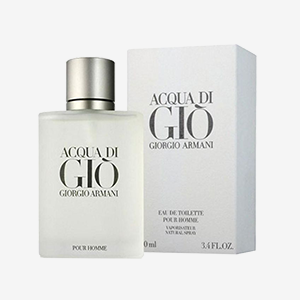 ACQUA DI
GIÒ
GIORGIO ARMANI
POUR HOMME
ACQUA DI
GIÒ
GIORGIO ARMANI
EAU DE TOILETTE
POUR HOMME
VAPORISATEUR
NATURAL SPRAY
0 ml 3.4 FL.OZ.